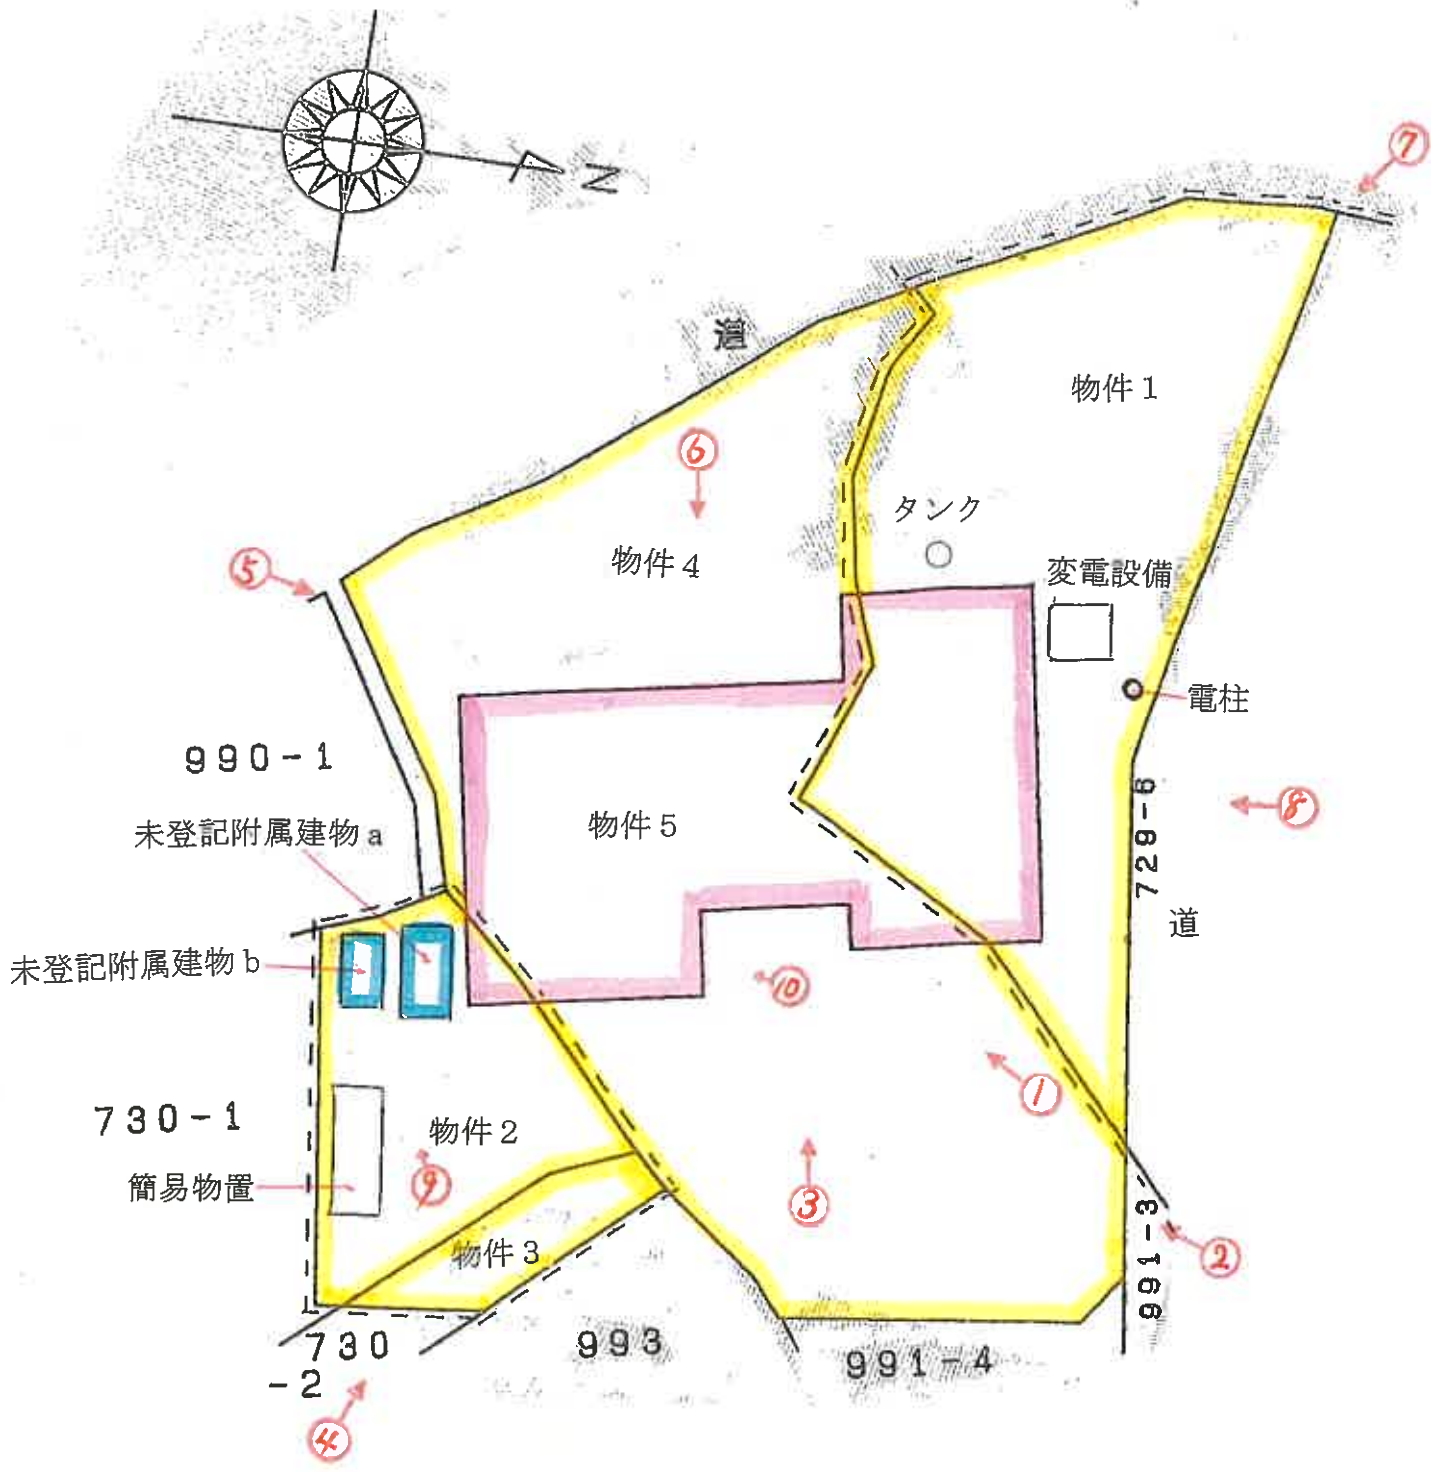 N
⑦
道
物件1
⑥
タンク
物件4
⑤
変電設備
電柱
990-1
729-6
⑧
未登記附属建物a
物件5
道
未登記附属建物b
⑩
①
730-1
物件2
簡易物置
⑨
③
物件3
991-3
②
730
-2
993
991-4
④